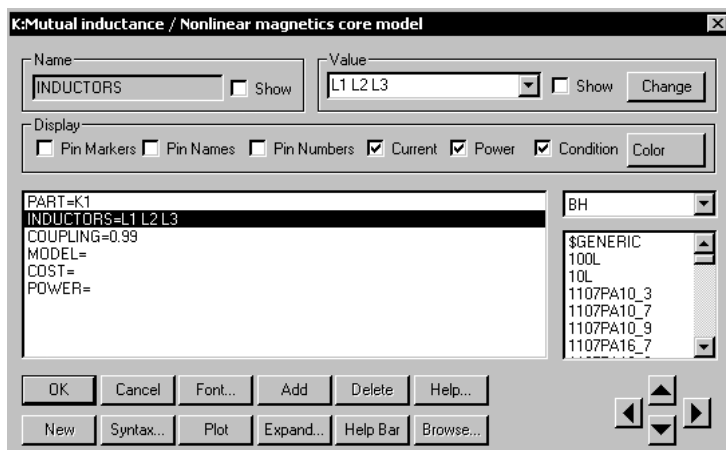 K:Mutual inductance / Nonlinear magnetics core model
Name
INDUCTORS Show
Value
L1 L2 L3 Show Change
Display
Pin Markers Pin Names Pin Numbers Current Power Condition Color
PART=K1
INDUCTORS=L1 L2 L3
COUPLING=0.99
MODEL=
COST=
POWER=
BH
$GENERIC
100L
10L
1107PA10_3
1107PA10_7
1107PA10_9
1107PA16_7
OK Cancel Font... Add Delete Help...
New Syntax... Plot Expand... Help Bar Browse...